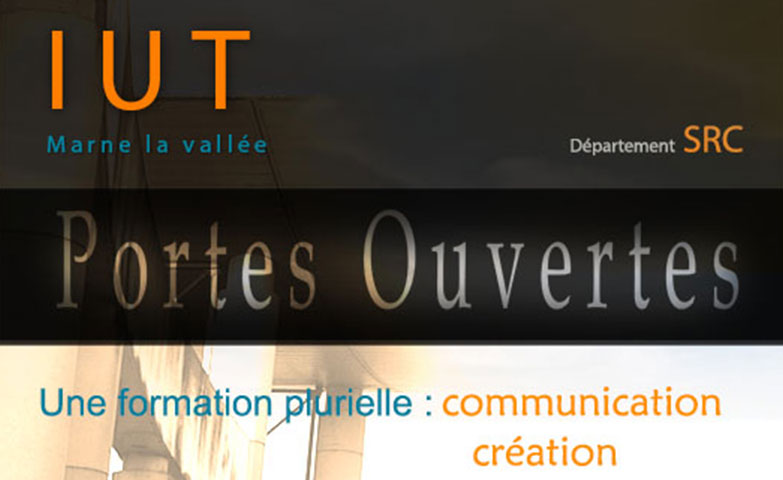 IUT
Marne la vallée
Département SRC
Portes Ouvertes
Une formation plurielle : communication
création